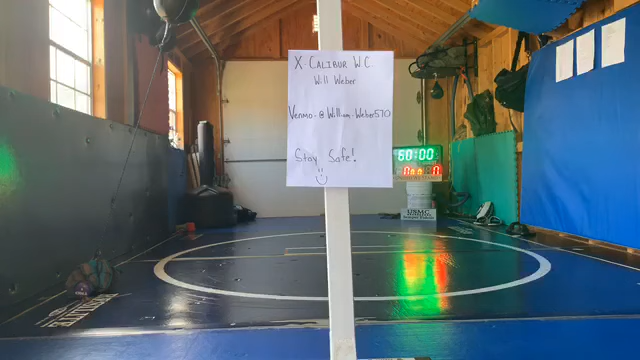 X-CALIBUR W.C.
Will Weber
Venmo-@William-Weber570
Stay Safe!
60:00
USMC